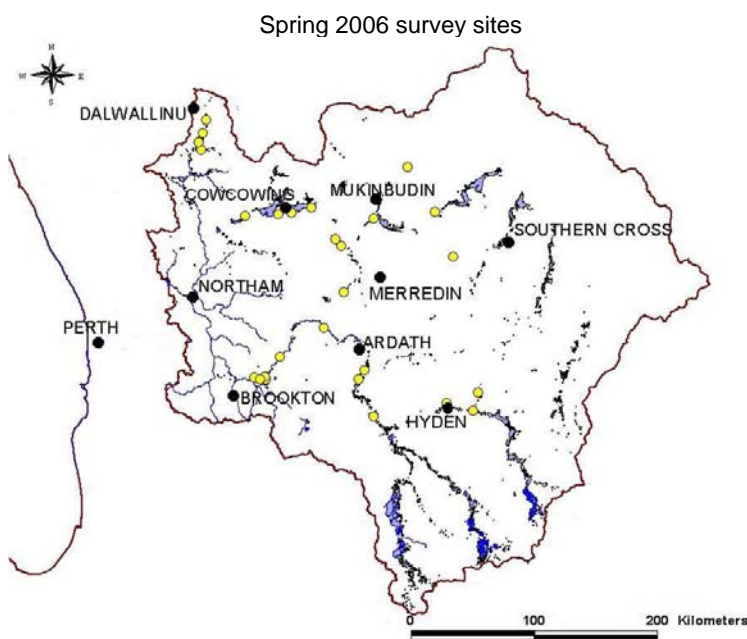 Spring 2006 survey sites
N
W E
S
DALWALLINU
COWCOWING
MUKINBUDIN
SOUTHERN CROSS
NORTHAM
MERREDIN
PERTH
ARDATH
BROOKTON
HYDEN
0 100 200 Kilometers